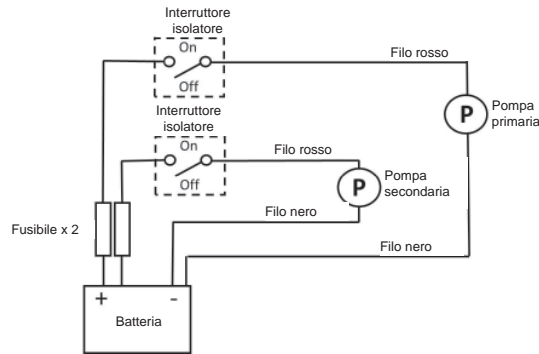 Interruttore
isolatore
On
Off
Filo rosso
P
Pompa
primaria
Interruttore
isolatore
On
Off
Filo rosso
P
Pompa
secondaria
Filo nero
Fusibile x 2
Filo nero
+ -
Batteria